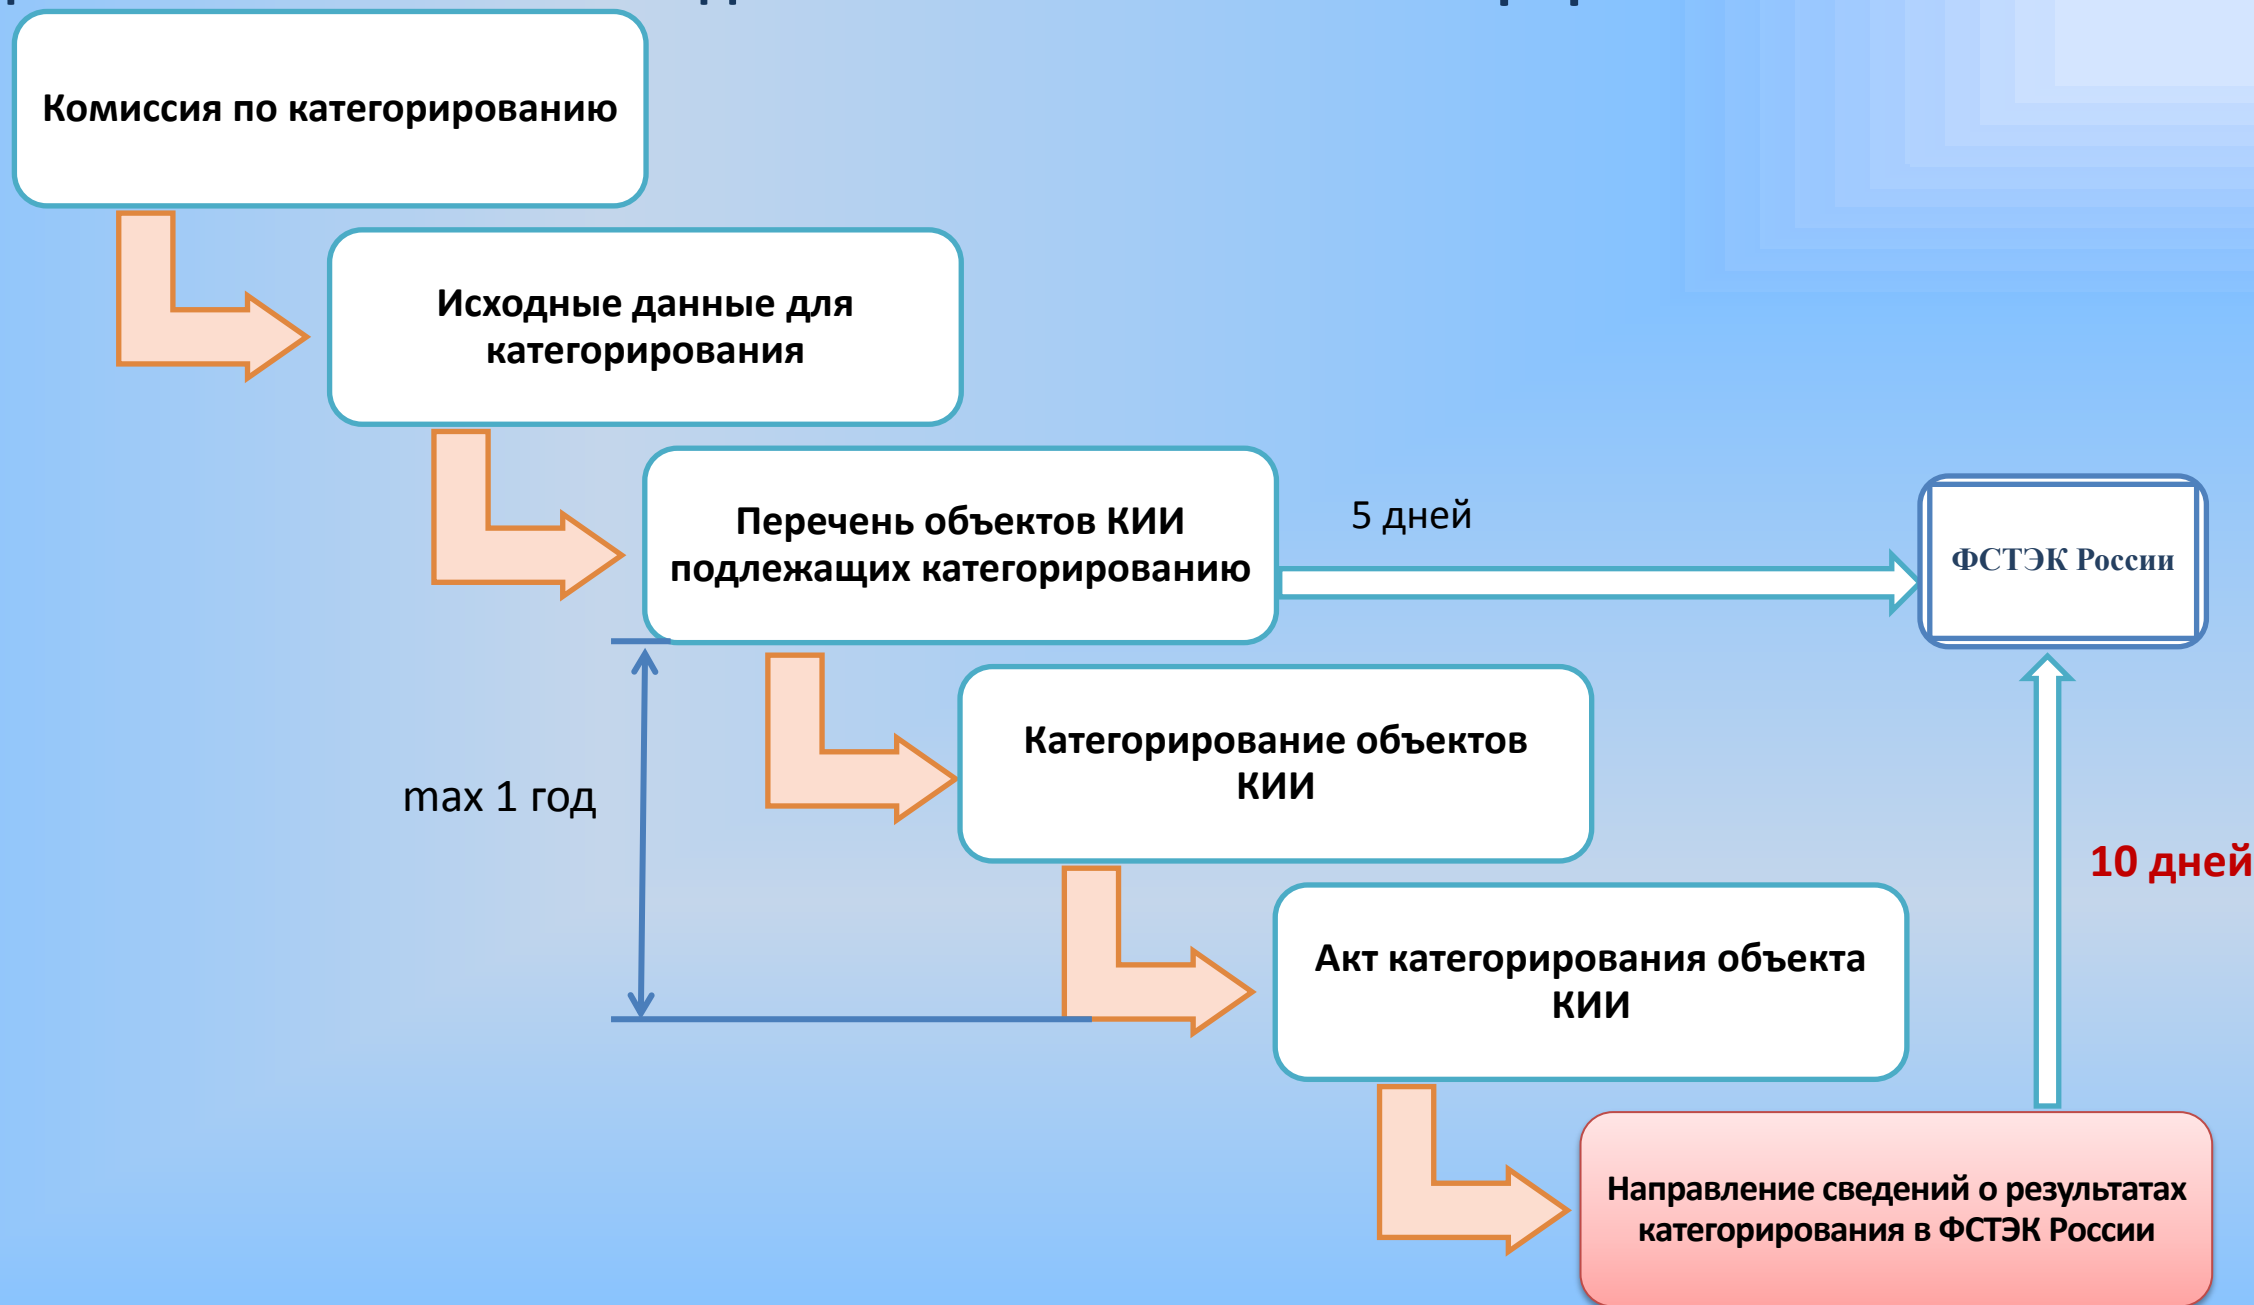 Комиссия по категорированию
Исходные данные для
категорирования
Перечень объектов КИИ
подлежащих категорированию
5 дней
ФСТЭК России
max 1 год
Категорирование объектов
КИИ
10 дней
Акт категорирования объекта
КИИ
Направление сведений о результатах
категорирования в ФСТЭК России